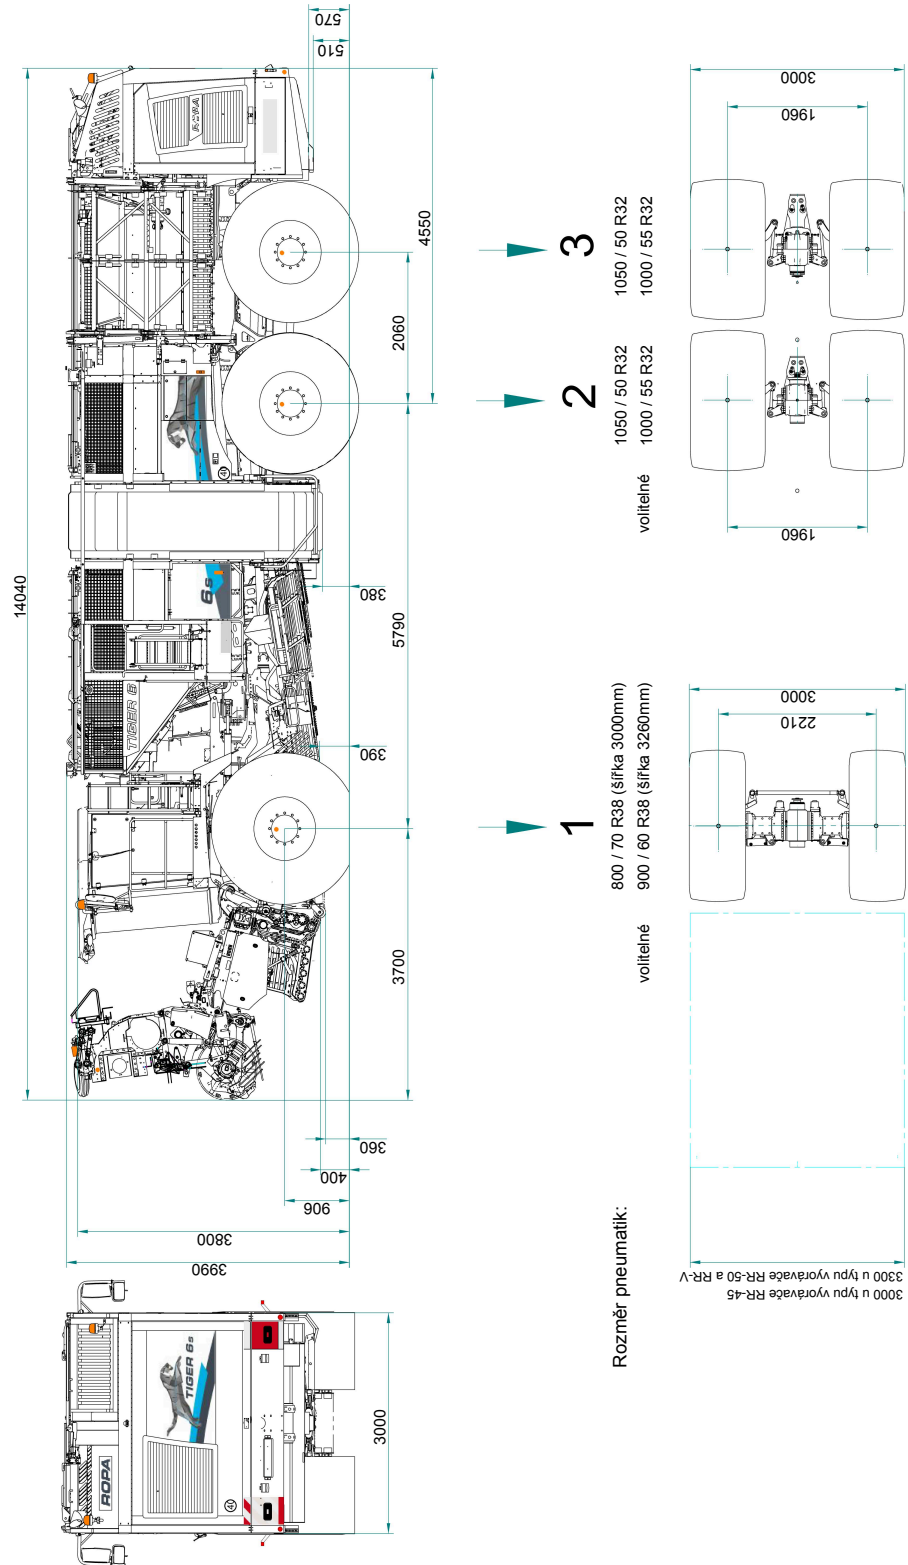 14040
570
510
4550
2060
5790
3700
380
390
360
400
906
3800
3990
3000
ROPA
TIGER 6S
ROPA
TIGER 6
6s
40
40
1
2
3
Rozměr pneumatik:
800 / 70 R38 (šířka 3000mm)
volitelné
900 / 60 R38 (šířka 3260mm)
1050 / 50 R32
volitelné
1000 / 55 R32
1050 / 50 R32
1000 / 55 R32
3000
2210
1960
3000
1960
3000 u typu vyorávače RR-45
3300 u typu vyorávače RR-50 a RR-V